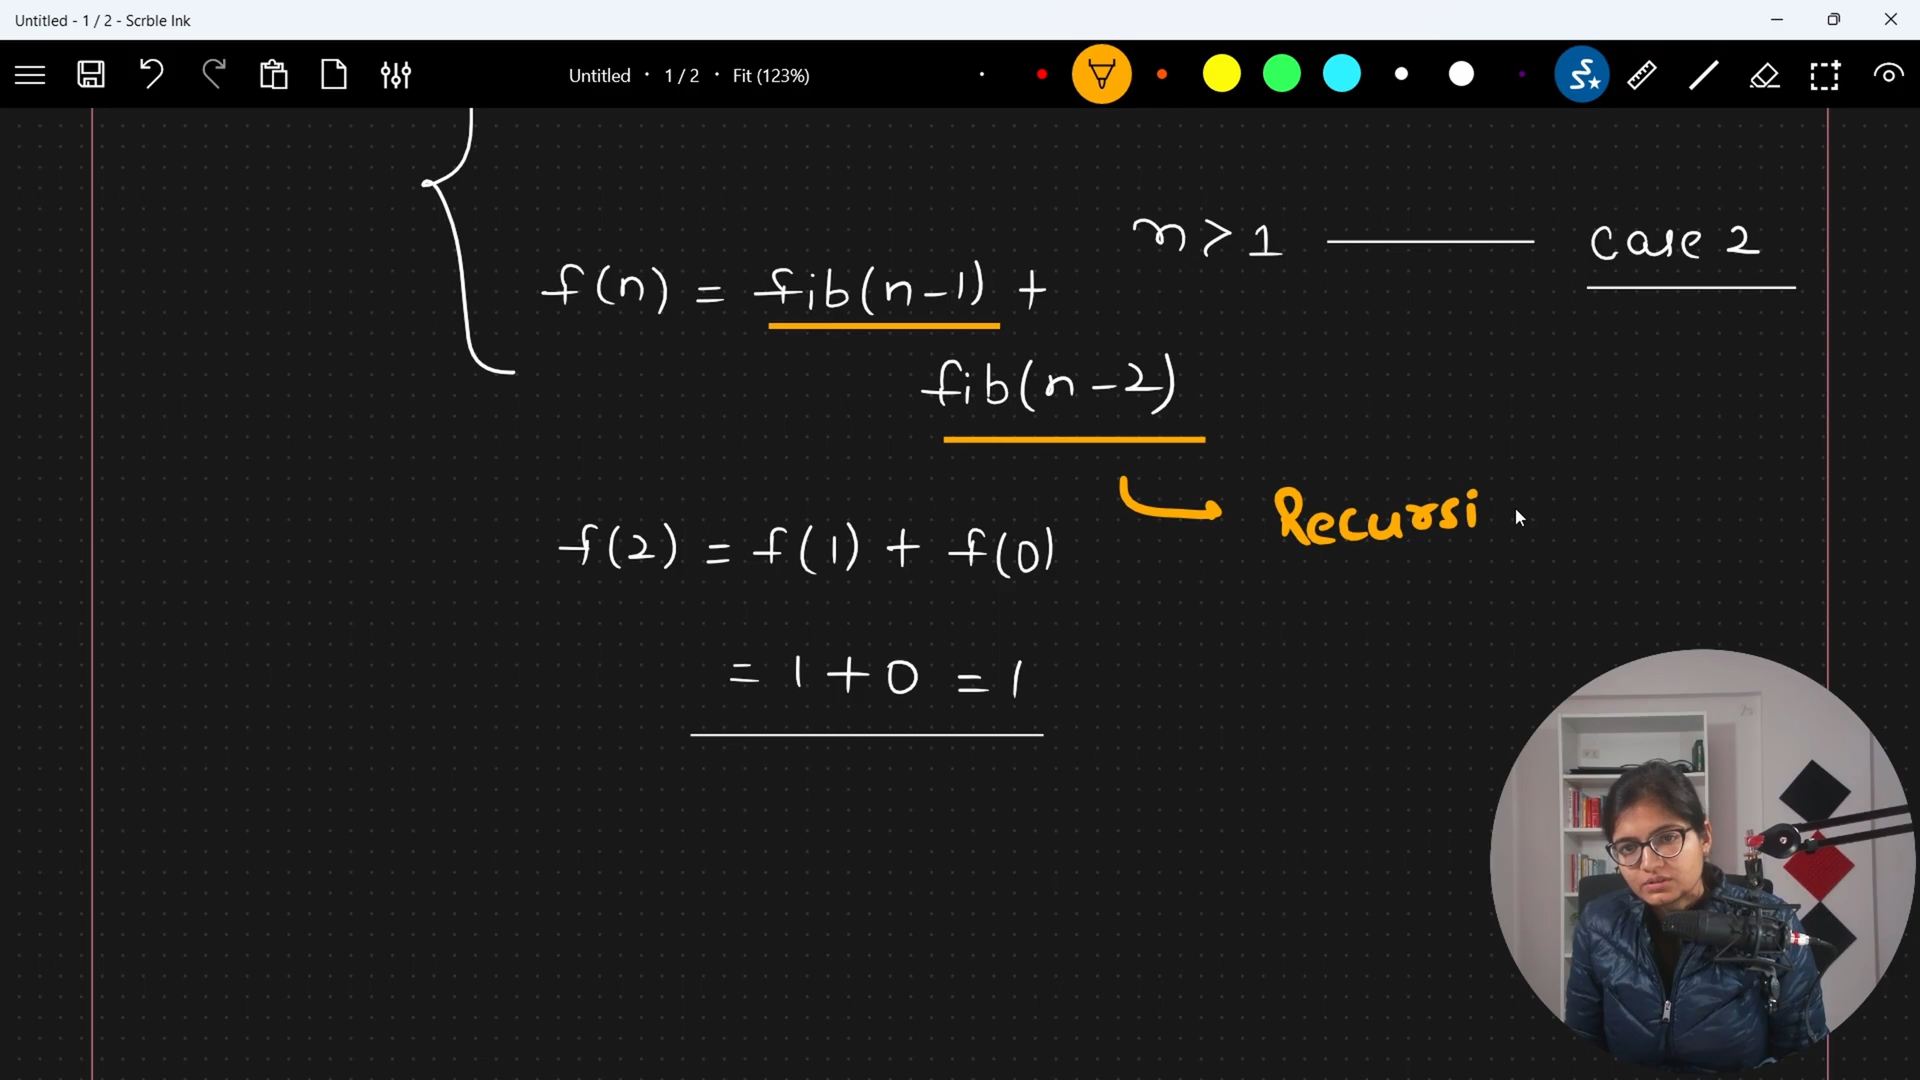 Untitled - 1 / 2 - Scrble Ink
Untitled • 1 / 2 • Fit (123%)
n > 1 ——— case 2
f(n) = fib(n-1) +
fib(n-2)
Recursi
f(2) = f(1) + f(0)
= 1 + 0 = 1